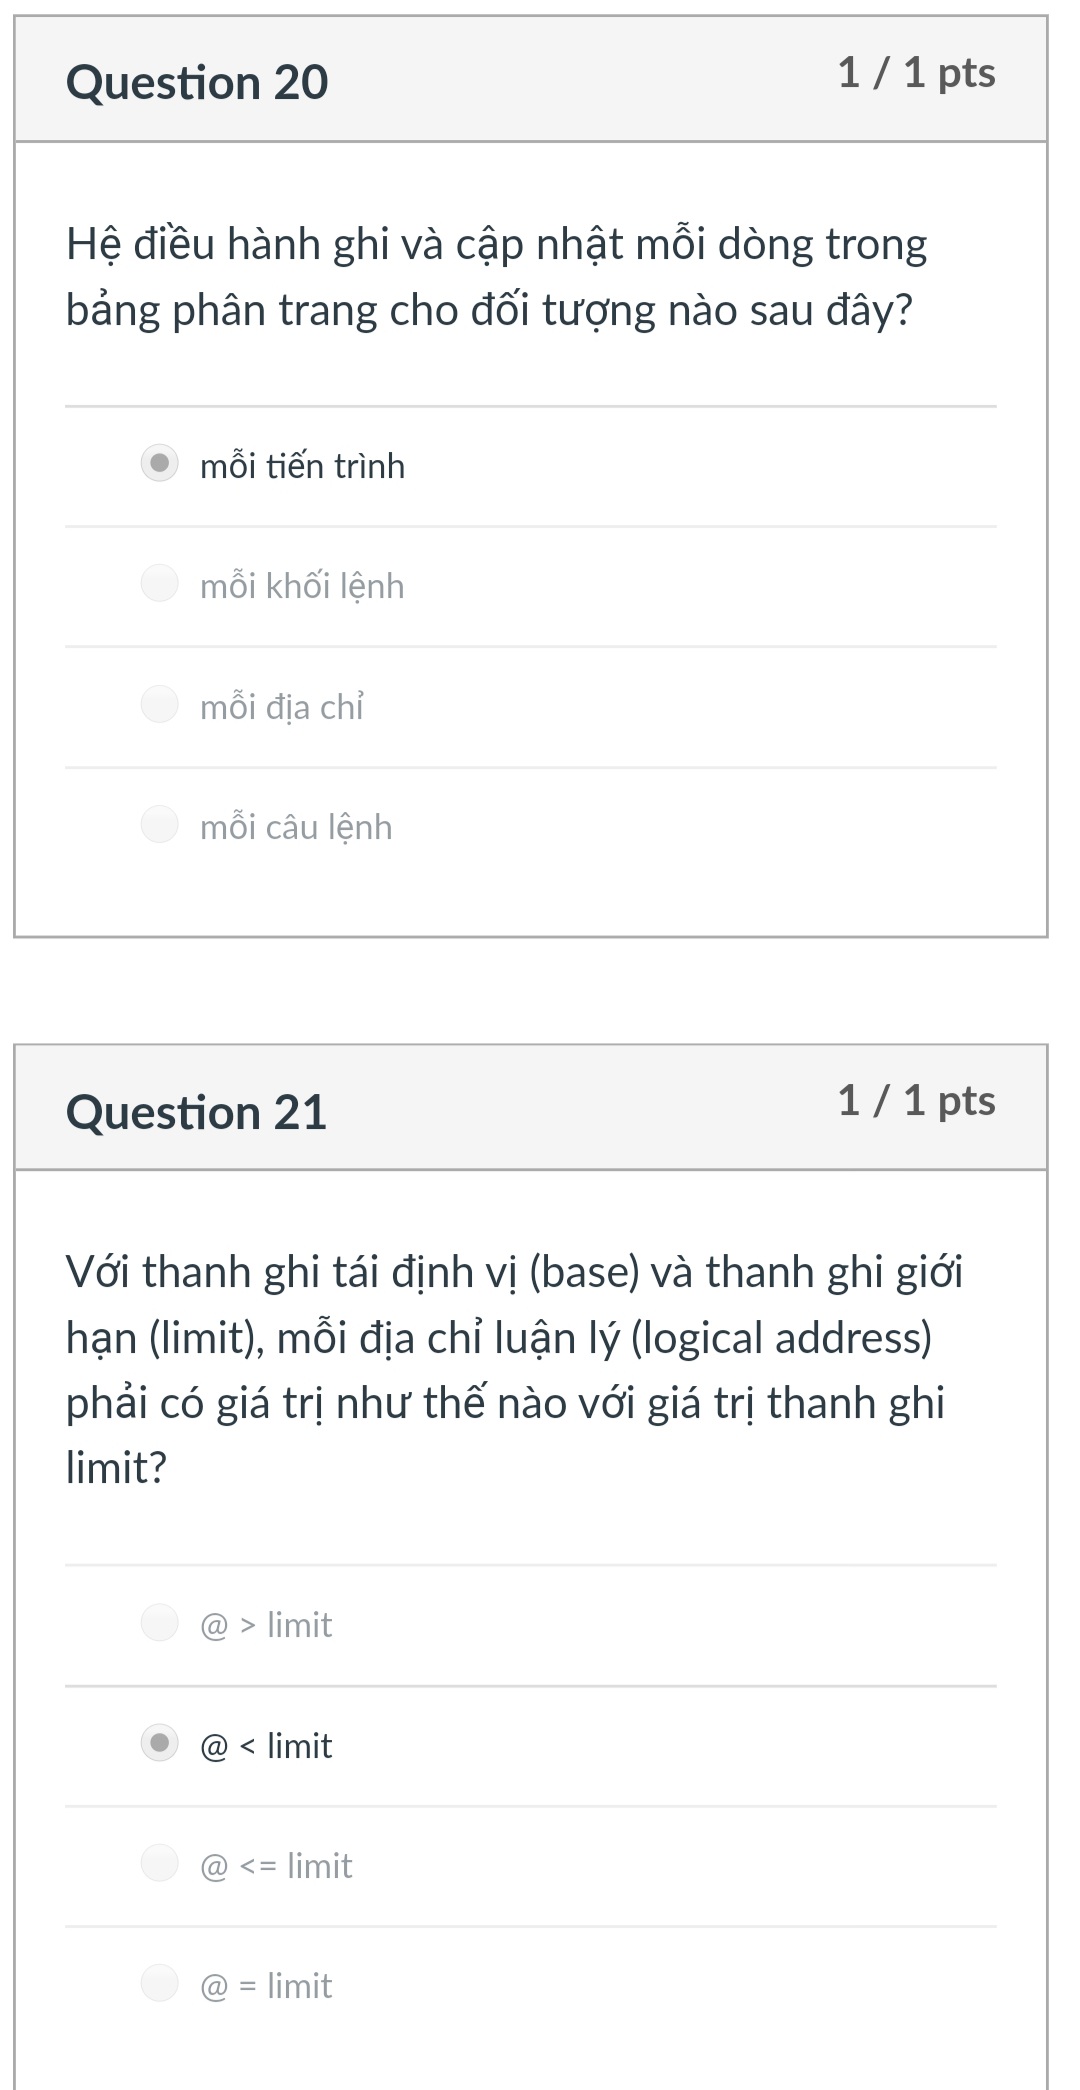 Question 20
1 / 1 pts
Hệ điều hành ghi và cập nhật mỗi dòng trong
bảng phân trang cho đối tượng nào sau đây?
mỗi tiến trình
mỗi khối lệnh
mỗi địa chỉ
mỗi câu lệnh
Question 21
1 / 1 pts
Với thanh ghi tái định vị (base) và thanh ghi giới
hạn (limit), mỗi địa chỉ luận lý (logical address)
phải có giá trị như thế nào với giá trị thanh ghi
limit?
@ > limit
@ < limit
@ <= limit
@ = limit